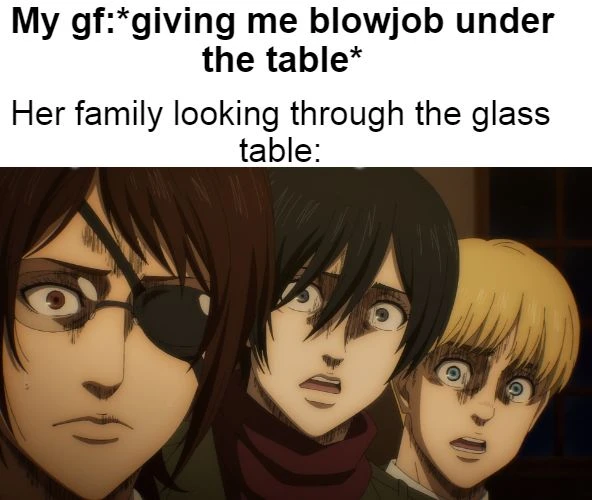 My gf:*giving me blowjob under
the table*
Her family looking through the glass
table: